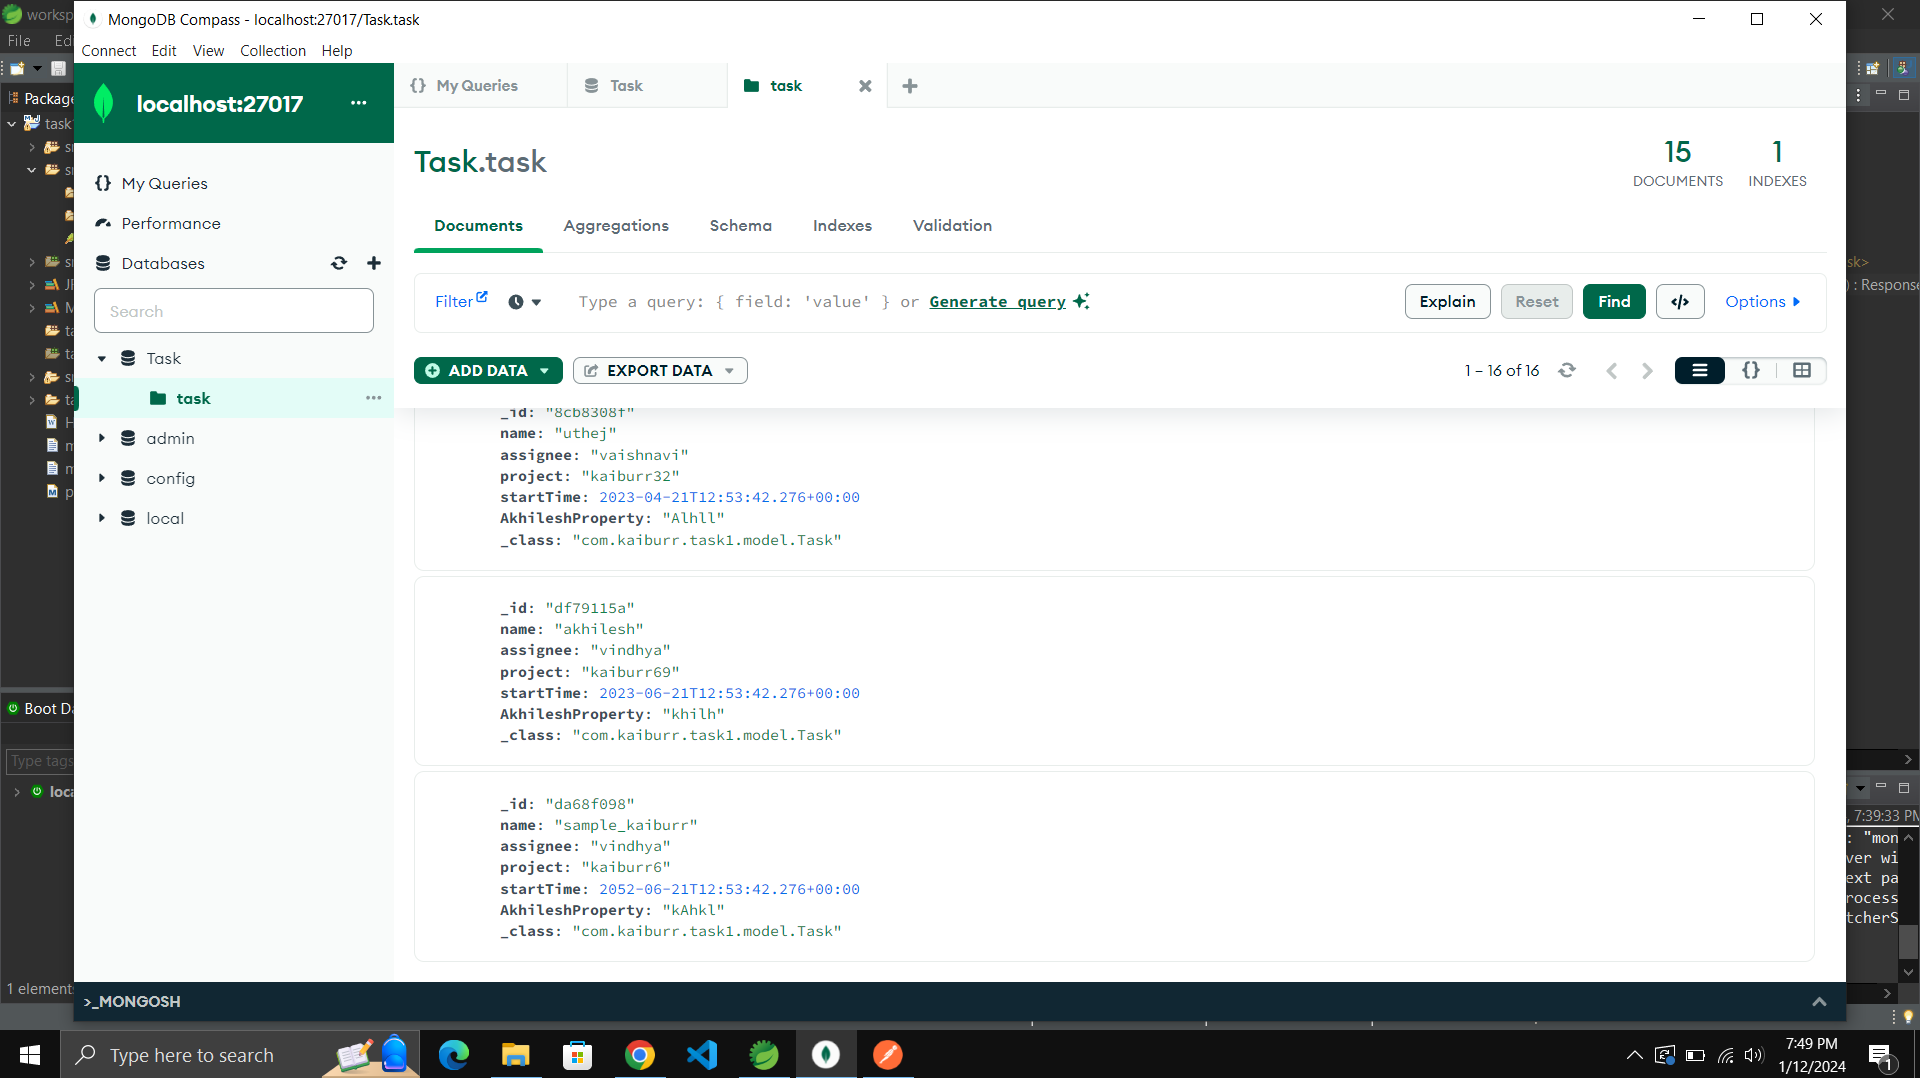 worksp
MongoDB Compass - localhost:27017/Task.task
File Ed
Connect Edit View Collection Help
Package
localhost:27017
My Queries
Task
task
Task.task
15
DOCUMENTS
1
INDEXES
My Queries
Performance
Databases
Search
Task
task
admin
config
local
Documents Aggregations Schema Indexes Validation
Filter
Type a query: { field: 'value' } or Generate query
Explain Reset Find </> Options
ADD DATA
EXPORT DATA
1 – 16 of 16
_id: "8cb8308f"
name: "uthej"
assignee: "vaishnavi"
project: "kaiburr32"
startTime: 2023-04-21T12:53:42.276+00:00
AkhileshProperty: "Alhll"
_class: "com.kaiburr.task1.model.Task"
_id: "df79115a"
name: "akhilesh"
assignee: "vindhya"
project: "kaiburr69"
startTime: 2023-06-21T12:53:42.276+00:00
AkhileshProperty: "khilh"
_class: "com.kaiburr.task1.model.Task"
_id: "da68f098"
name: "sample_kaiburr"
assignee: "vindhya"
project: "kaiburr6"
startTime: 2052-06-21T12:53:42.276+00:00
AkhileshProperty: "kAhkl"
_class: "com.kaiburr.task1.model.Task"
sk>
) : Response
Boot Da
Type tags
loca
1 element
, 7:39:33 PM
: "mon
ver wi
ext pa
rocess
tcherS
>_MONGOSH
Type here to search
7:49 PM
1/12/2024
1